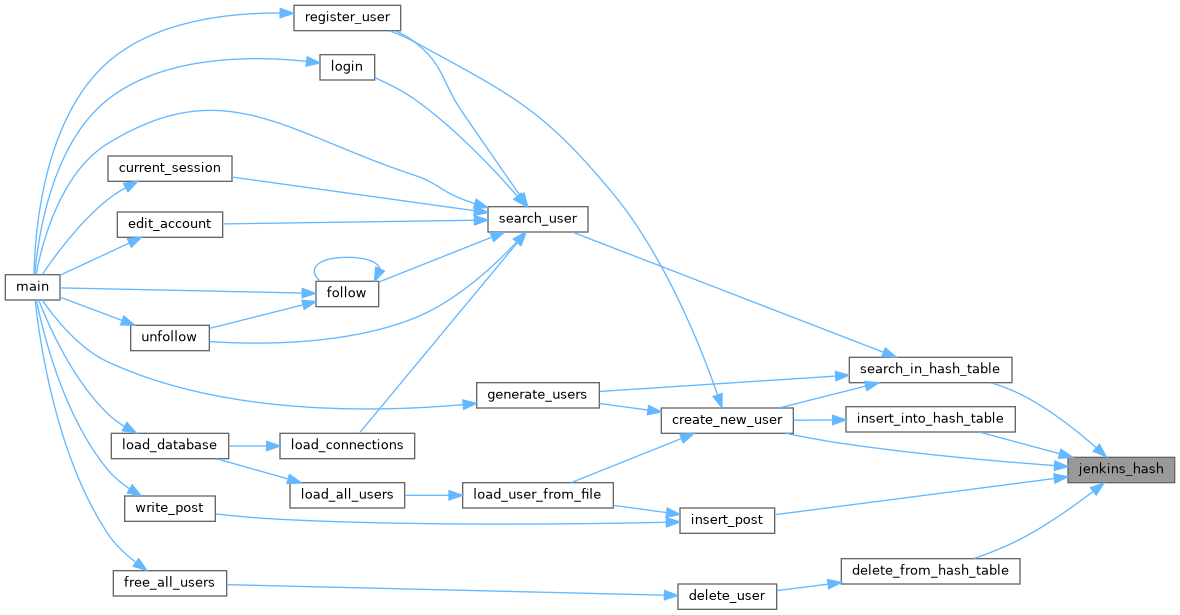 register_user
login
current_session
edit_account
search_user
main
follow
unfollow
search_in_hash_table
generate_users
create_new_user
insert_into_hash_table
load_database
load_connections
jenkins_hash
load_all_users
load_user_from_file
write_post
insert_post
delete_from_hash_table
free_all_users
delete_user